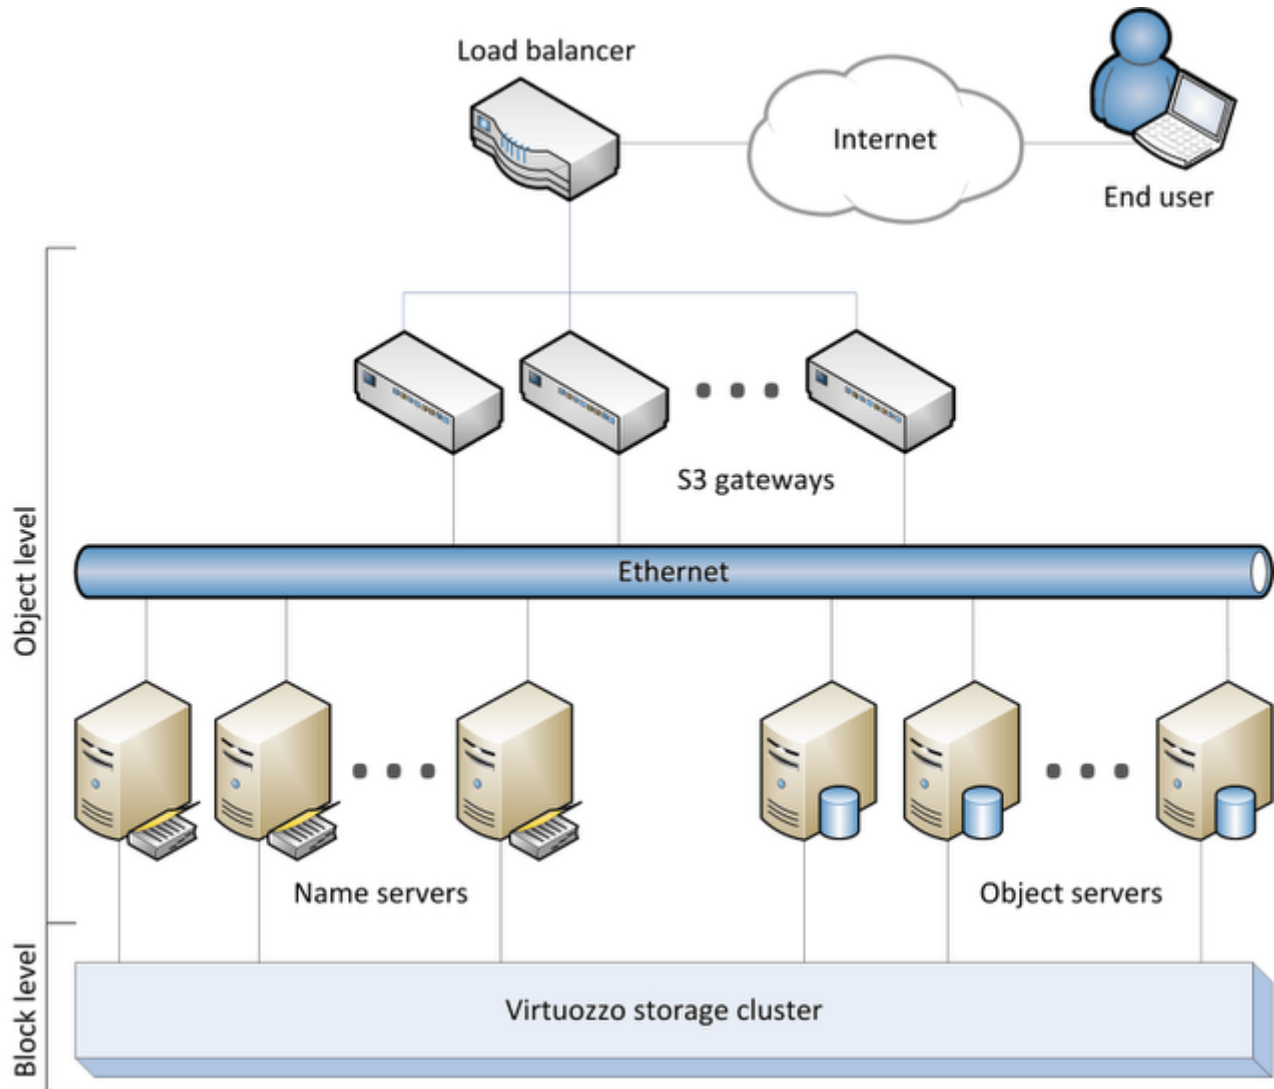 Load balancer
Internet
End user
S3 gateways
Object level
Ethernet
Name servers
Object servers
Block level
Virtuozzo storage cluster